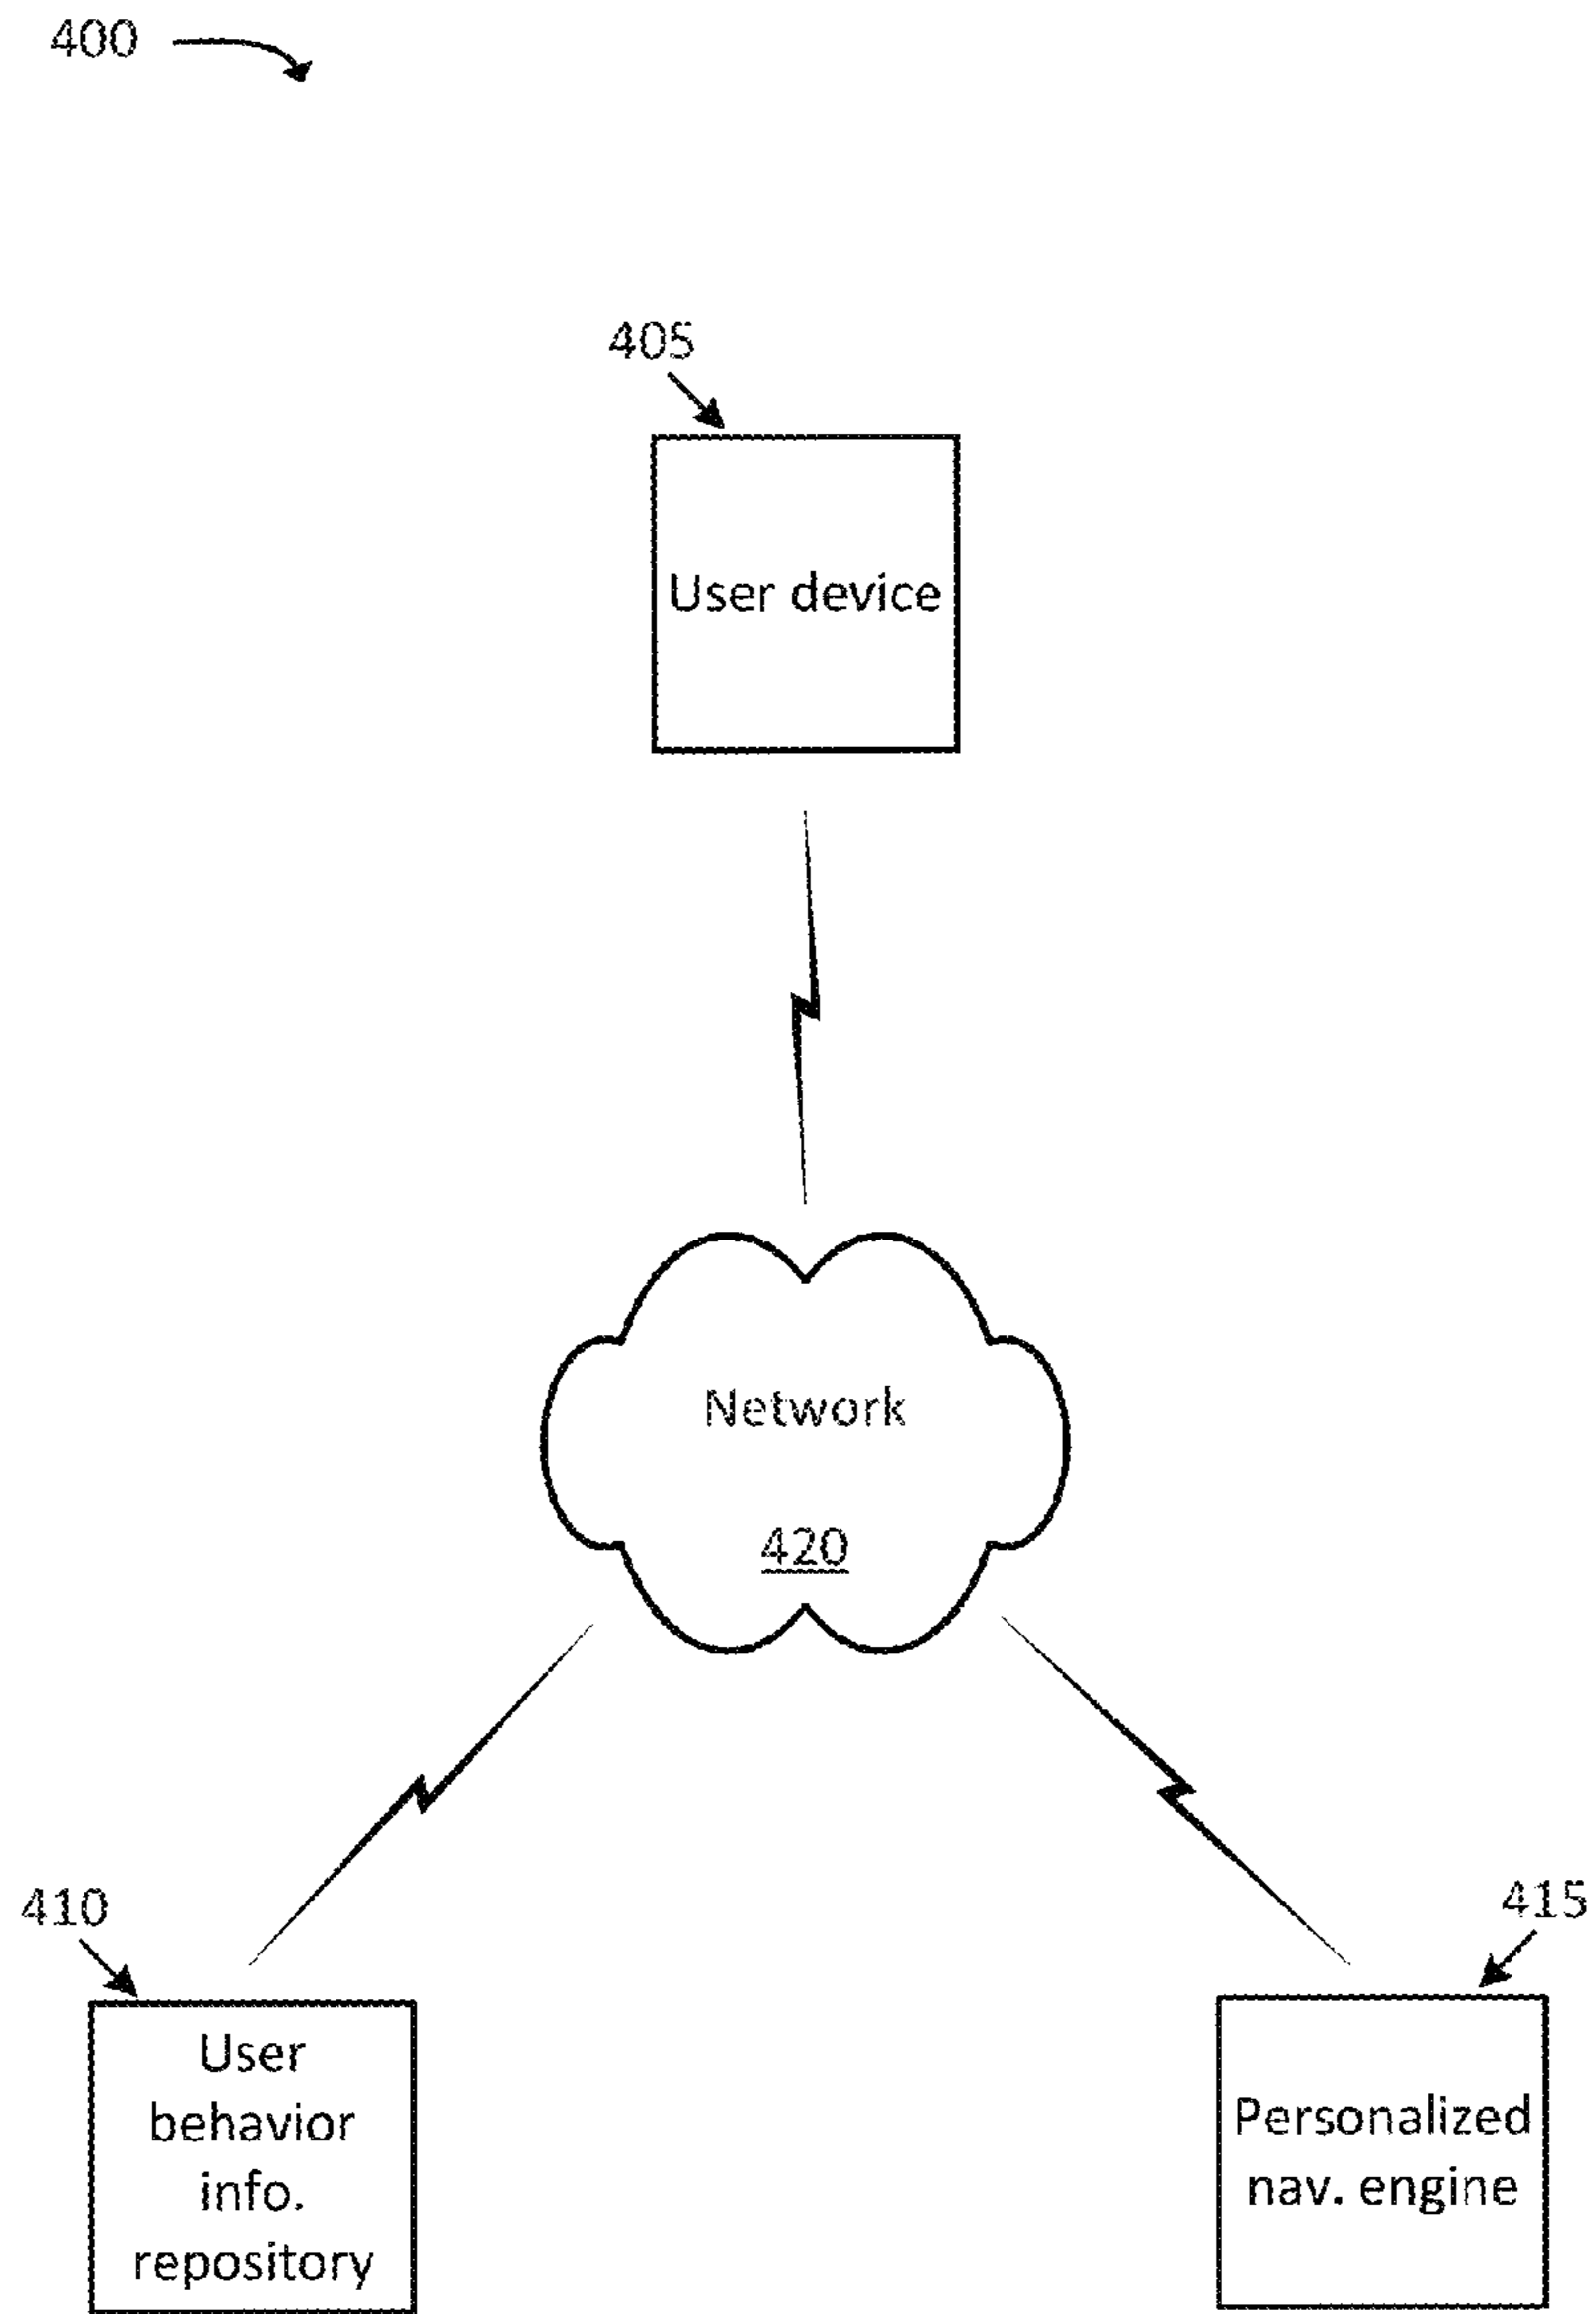 400
405
User device
Network
420
410
415
User
behavior
info.
repository
Personalized
nav. engine